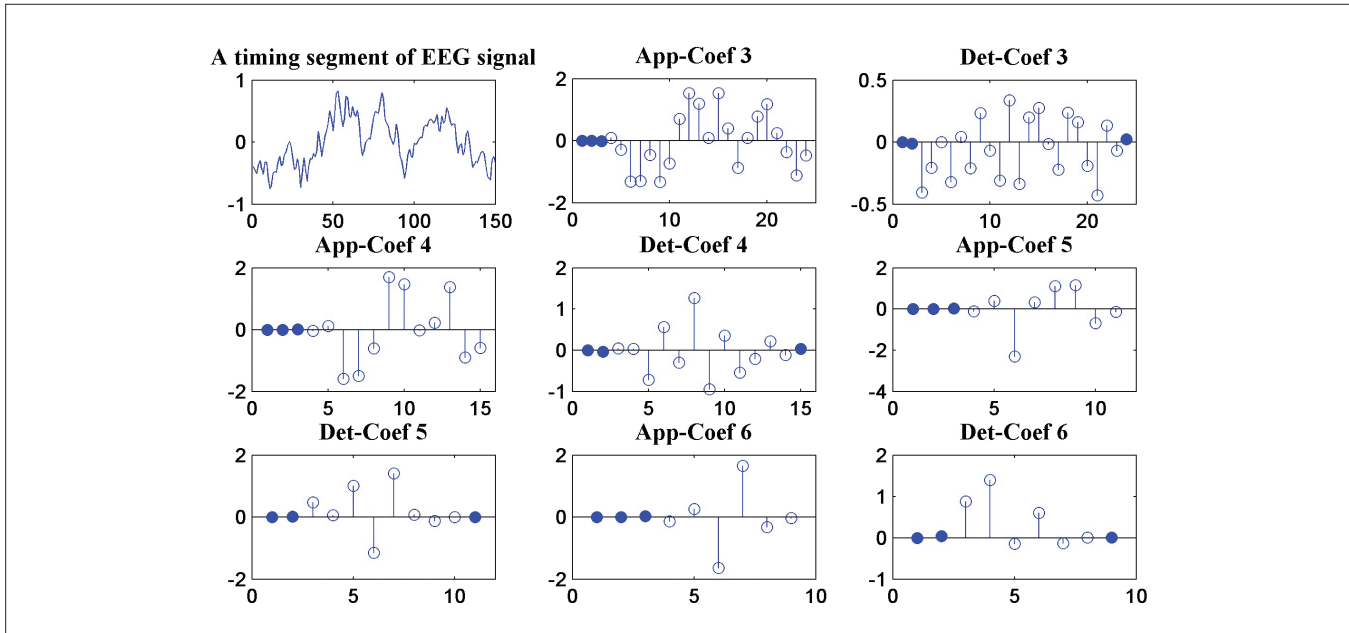 A timing segment of EEG signal
1
0
-1
0 50 100 150
App-Coef 3
2
0
-2
0 10 20
Det-Coef 3
0.5
0
-0.5
0 10 20
App-Coef 4
2
0
-2
0 5 10 15
Det-Coef 4
2
1
0
-1
0 5 10 15
App-Coef 5
2
0
-2
-4
0 5 10
Det-Coef 5
2
0
-2
0 5 10
App-Coef 6
2
0
-2
0 5 10
Det-Coef 6
2
1
0
-1
0 5 10